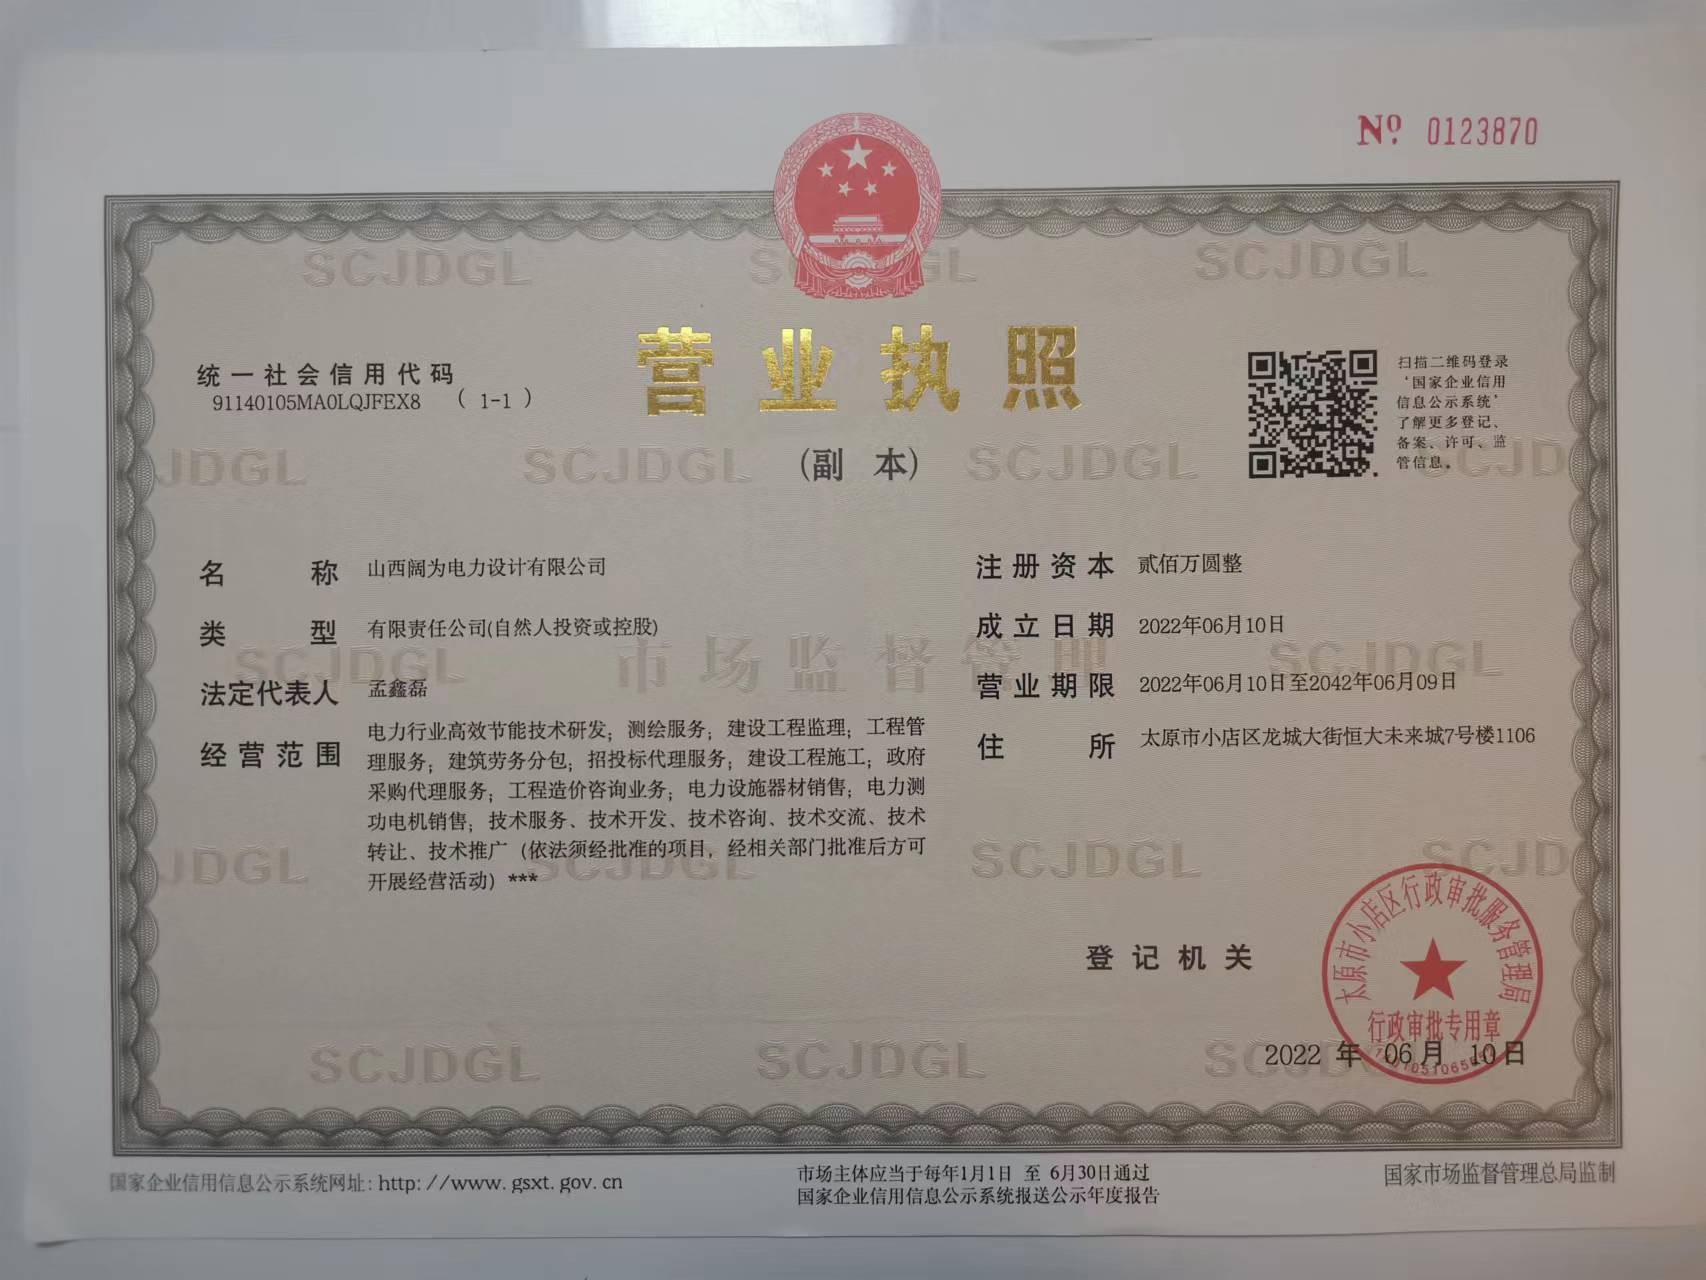 № 0123870
SCJDGL
SCJDGL
统一社会信用代码
91140105MA0LQJFEX8 （1-1）
营业执照
(副 本)
扫描二维码登录
‘国家企业信用
信息公示系统’
了解更多登记、
备案、许可、监
管信息。
JDGL
SCJDGL
SCJDGL
SCJD
名称 山西阔为电力设计有限公司
类型 有限责任公司(自然人投资或控股)
法定代表人 孟鑫磊
经营范围 电力行业高效节能技术研发；测绘服务；建设工程监理，工程管
理服务；建筑劳务分包；招投标代理服务；建设工程施工；政府
采购代理服务；工程造价咨询业务；电力设施器材销售；电力测
功电机销售；技术服务、技术开发、技术咨询、技术交流、技术
转让、技术推广（依法须经批准的项目，经相关部门批准后方可
开展经营活动）***
注册资本 贰佰万圆整
成立日期 2022年06月10日
营业期限 2022年06月10日至2042年06月09日
住所 太原市小店区龙城大街恒大未来城7号楼1106
SCJDGL
市场监督管理
SCJDGL
JDGL
SCJDGL
SCJDGL
SCJD
登记机关
太原市小店区行政审批服务管理局
行政审批专用章
2022 年 06 月 10 日
SCJDGL
SCJDGL
国家企业信用信息公示系统网址：http://www.gsxt.gov.cn
市场主体应当于每年1月1日 至 6月30日通过
国家企业信用信息公示系统报送公示年度报告
国家市场监督管理总局监制